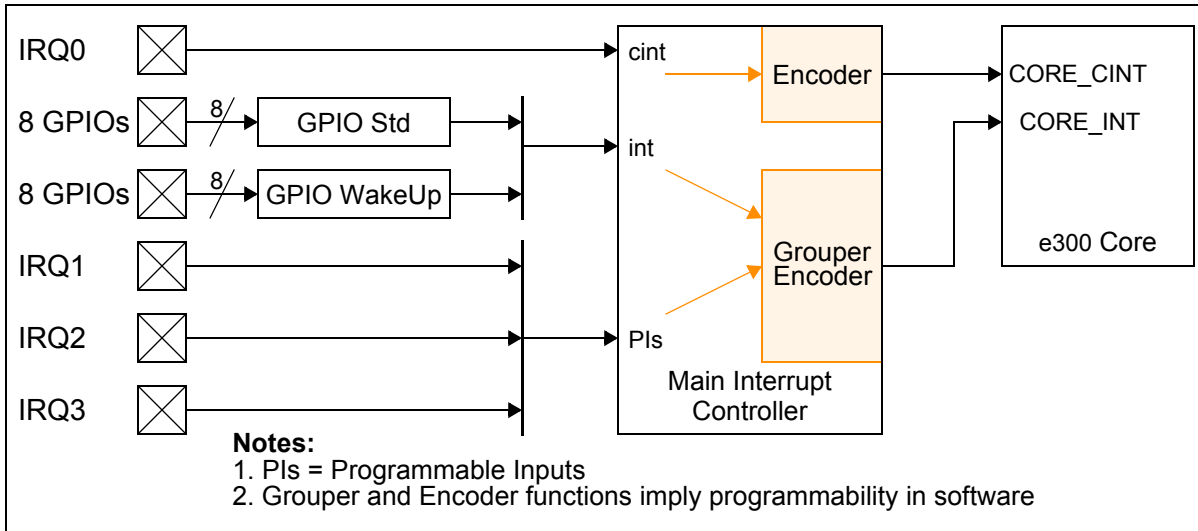 IRQ0
8 GPIOs
8
GPIO Std
8 GPIOs
8
GPIO WakeUp
IRQ1
IRQ2
IRQ3
cint
int
PIs
Encoder
Grouper
Encoder
Main Interrupt
Controller
CORE_CINT
CORE_INT
e300 Core
Notes:
1. PIs = Programmable Inputs
2. Grouper and Encoder functions imply programmability in software